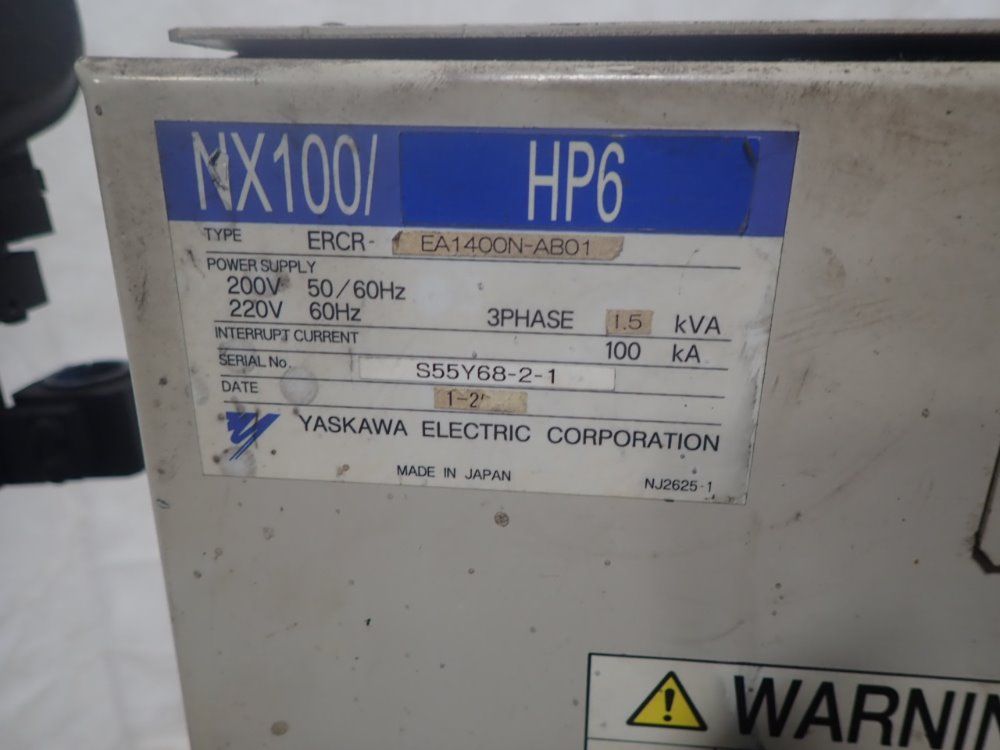 NX100/ HP6
TYPE ERCR- EA1400N-AB01
POWER SUPPLY
200V 50/60Hz
220V 60Hz 3PHASE 1.5 kVA
INTERRUPT CURRENT 100 kA
SERIAL No. S55Y68-2-1
DATE
YASKAWA ELECTRIC CORPORATION
MADE IN JAPAN NJ2625-1